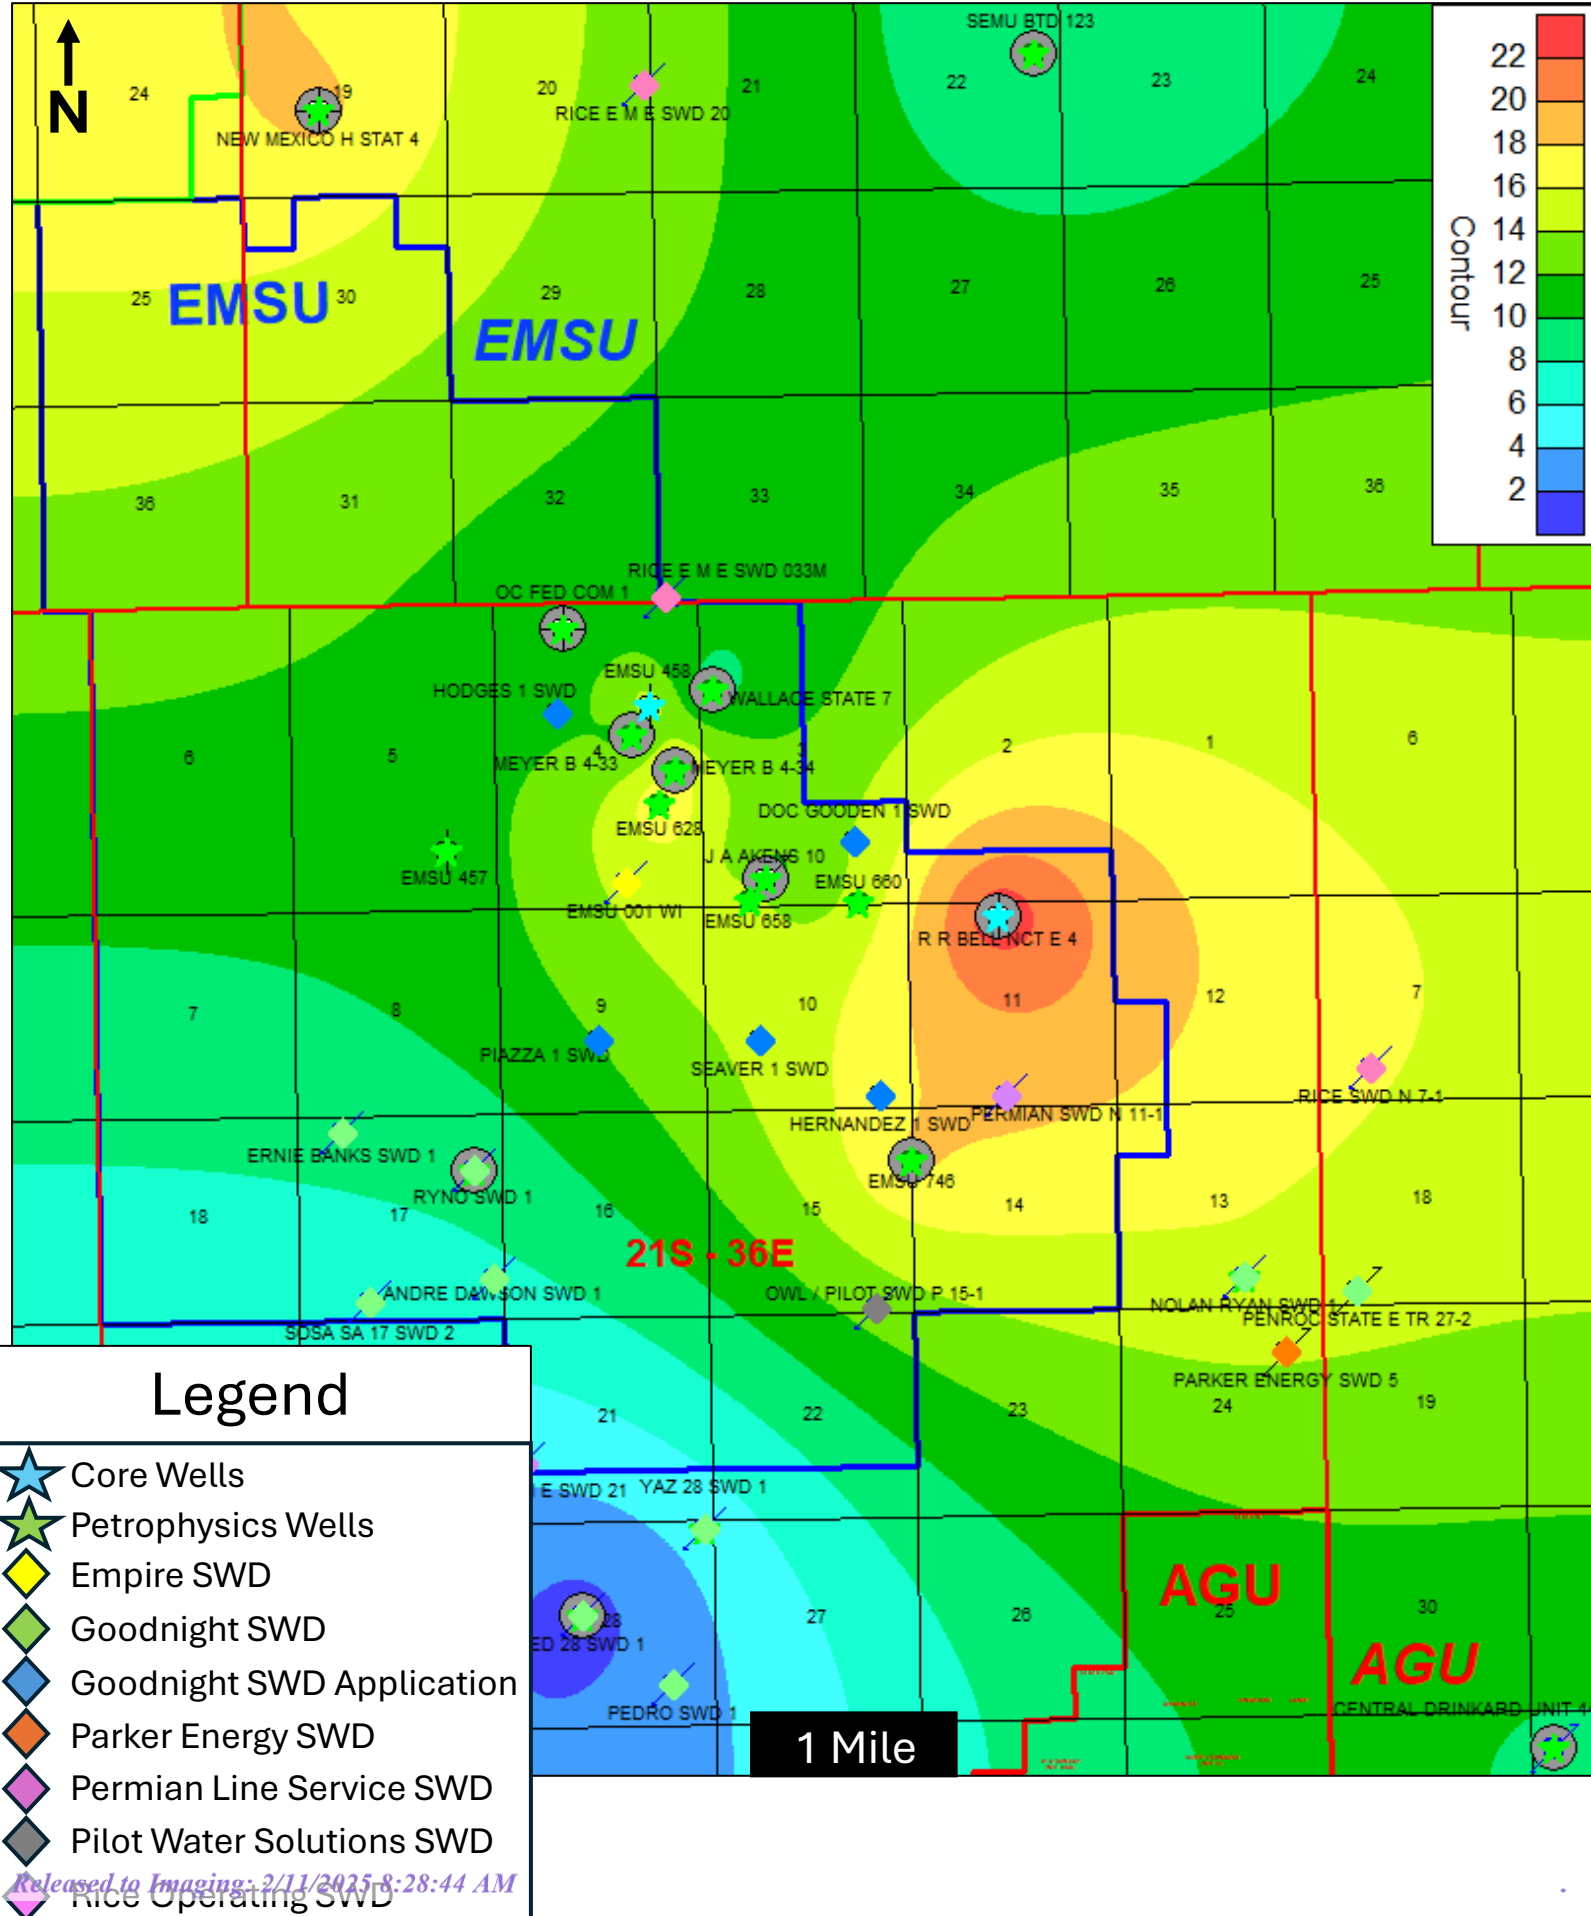 N
SEMU BTD 123
24
19
20
21
22
23
24
RICE E M E SWD 20
NEW MEXICO H STAT 4
22
20
18
16
14
12
10
8
6
4
2
Contour
25
EMSU
30
29
28
27
26
25
EMSU
36
31
32
33
34
35
36
RICE E M E SWD 033M
OC FED COM 1
EMSU 458
HODGES 1 SWD
WALLACE STATE 7
6
5
4
3
2
1
6
MEYER B 4-33
MEYER B 4-34
DOC GOODEN 1 SWD
EMSU 628
J A AKENS 10
EMSU 457
EMSU 660
EMSU 001 WI
EMSU 658
R R BELL NCT E 4
7
8
9
10
11
12
7
PIAZZA 1 SWD
SEAVER 1 SWD
RICE SWD N 7-1
HERNANDEZ 1 SWD
PERMIAN SWD N 11-1
ERNIE BANKS SWD 1
RYNO SWD 1
EMSU 746
18
17
16
15
14
13
18
21S - 36E
ANDRE DAWSON SWD 1
OWL / PILOT SWD P 15-1
NOLAN RYAN SWD 1
PENROC STATE E TR 27-2
SOSA SA 17 SWD 2
PARKER ENERGY SWD 5
21
22
23
24
19
E SWD 21
YAZ 28 SWD 1
AGU
28
27
26
25
30
ED 28 SWD 1
AGU
PEDRO SWD 1
CENTRAL DRINKARD UNIT 4
1 Mile
Legend
Core Wells
Petrophysics Wells
Empire SWD
Goodnight SWD
Goodnight SWD Application
Parker Energy SWD
Permian Line Service SWD
Pilot Water Solutions SWD
Rice Operating SWD
Released to Imaging: 2/11/2025 8:28:44 AM